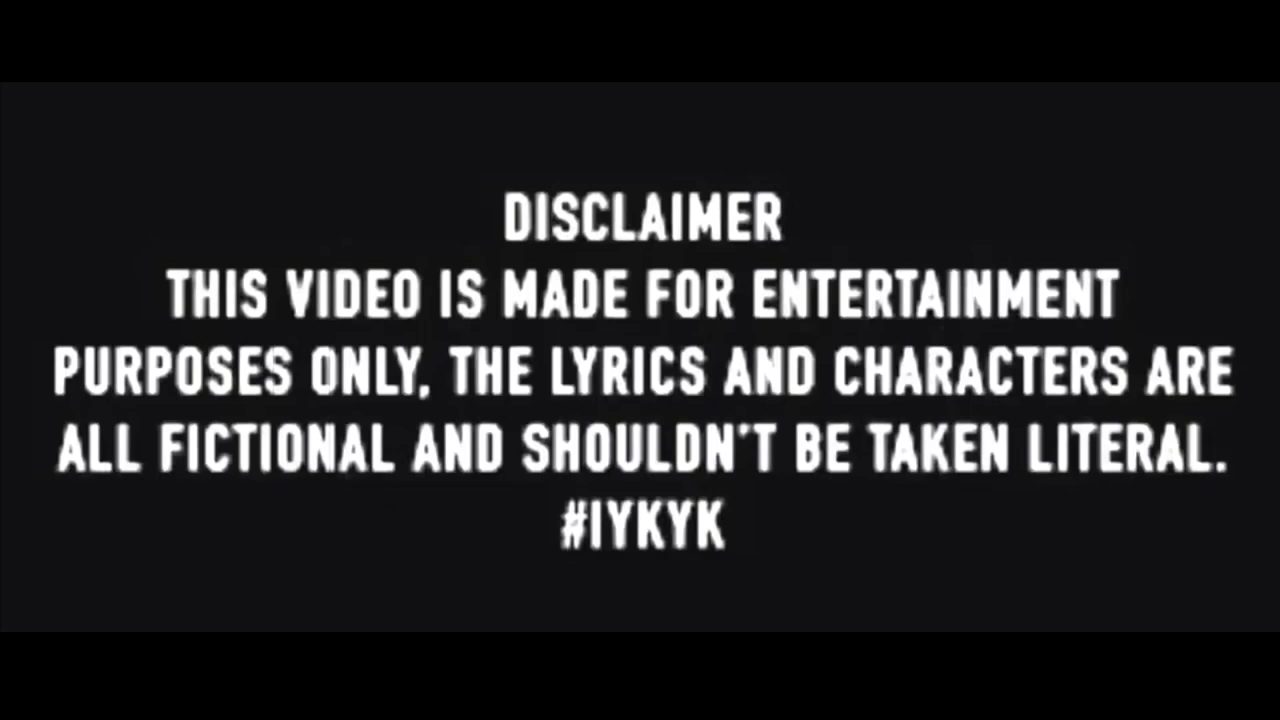 DISCLAIMER
THIS VIDEO IS MADE FOR ENTERTAINMENT
PURPOSES ONLY, THE LYRICS AND CHARACTERS ARE
ALL FICTIONAL AND SHOULDN'T BE TAKEN LITERAL.
#IYKYK